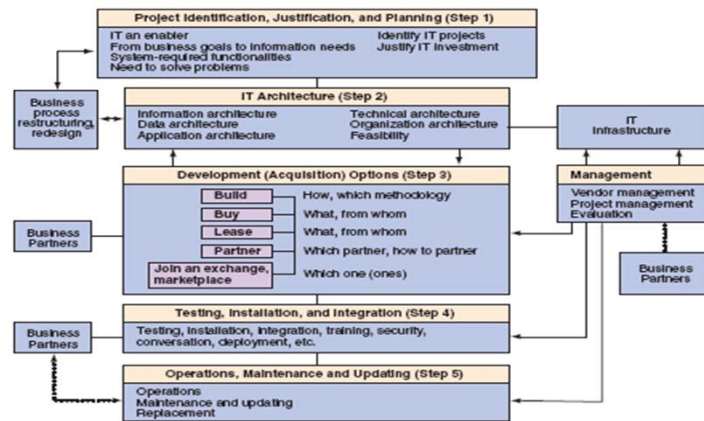 Project Identification, Justification, and Planning (Step 1)
IT an enabler
From business goals to information needs
System-required functionalities
Need to solve problems
Identify IT projects
Justify IT Investment
Business
process
restructuring,
redesign
IT Architecture (Step 2)
Information architecture
Data architecture
Application architecture
Technical architecture
Organization architecture
Feasibility
IT
Infrastructure
Development (Acquisition) Options (Step 3)
Build
How, which methodology
Buy
What, from whom
Lease
What, from whom
Partner
Which partner, how to partner
Join an exchange,
marketplace
Which one (ones)
Business
Partners
Management
Vendor management
Project management
Evaluation
Business
Partners
Testing, Installation, and Integration (Step 4)
Testing, installation, integration, training, security,
conversation, deployment, etc.
Business
Partners
Operations, Maintenance and Updating (Step 5)
Operations
Maintenance and updating
Replacement